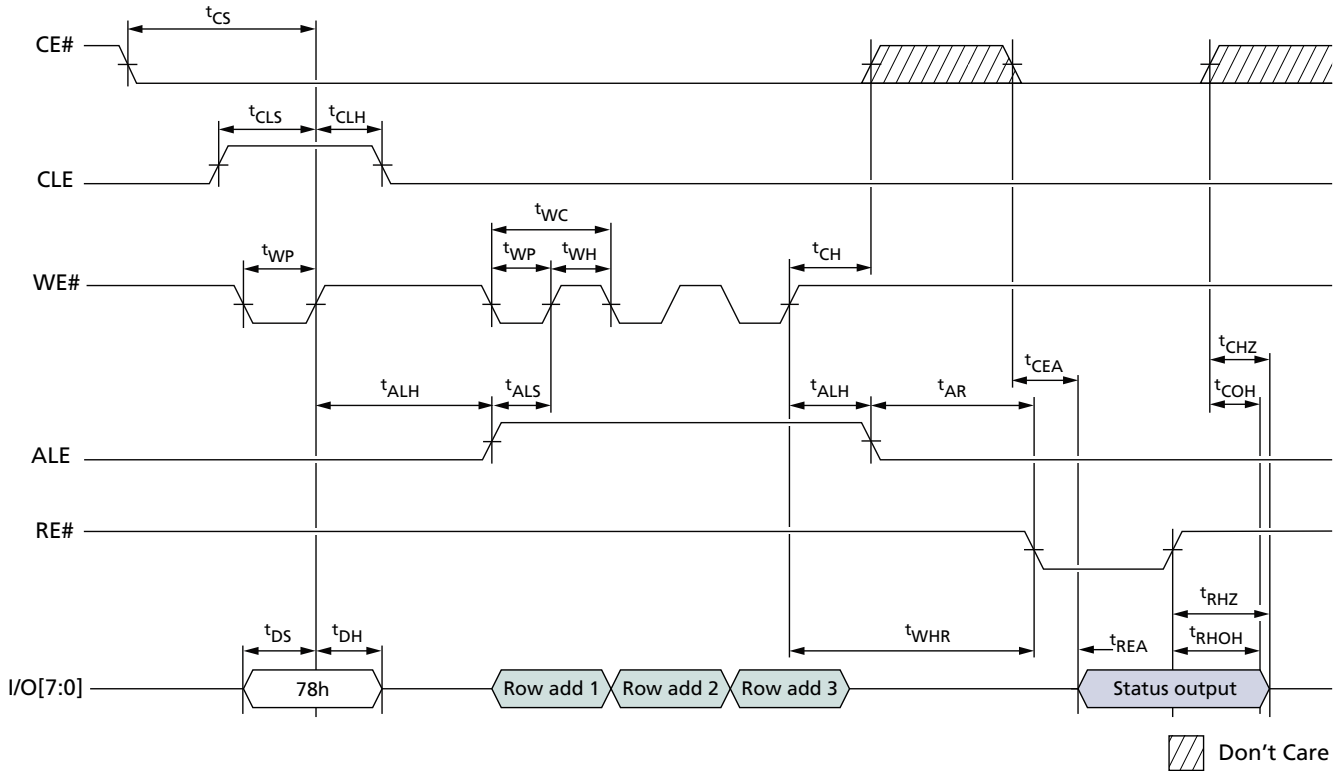 tCS
CE#
tCLS tCLH
CLE
tWC
tWP tWP tWH tCH
WE#
tCHZ
tCEA
tALH tALS tALH tAR tCOH
ALE
RE#
tRHZ
tDS tDH tWHR tREA tRHOH
I/O[7:0] 78h Row add 1 Row add 2 Row add 3 Status output
Don't Care